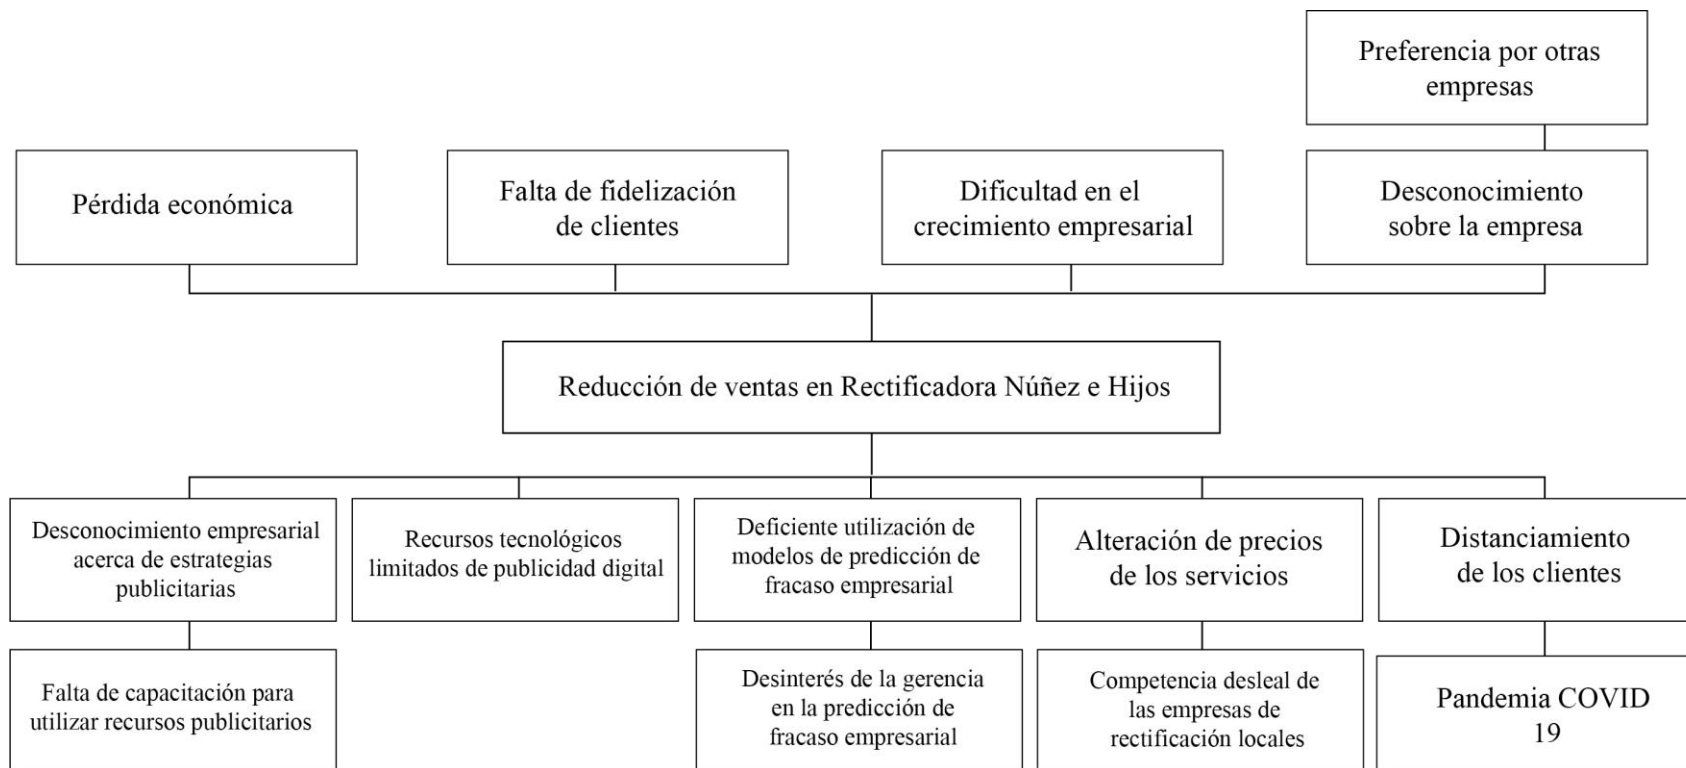 Preferencia por otras
empresas
Pérdida económica
Falta de fidelización
de clientes
Dificultad en el
crecimiento empresarial
Desconocimiento
sobre la empresa
Reducción de ventas en Rectificadora Núñez e Hijos
Desconocimiento empresarial
acerca de estrategias
publicitarias
Recursos tecnológicos
limitados de publicidad digital
Deficiente utilización de
modelos de predicción de
fracaso empresarial
Alteración de precios
de los servicios
Distanciamiento
de los clientes
Falta de capacitación para
utilizar recursos publicitarios
Desinterés de la gerencia
en la predicción de
fracaso empresarial
Competencia desleal de
las empresas de
rectificación locales
Pandemia COVID
19